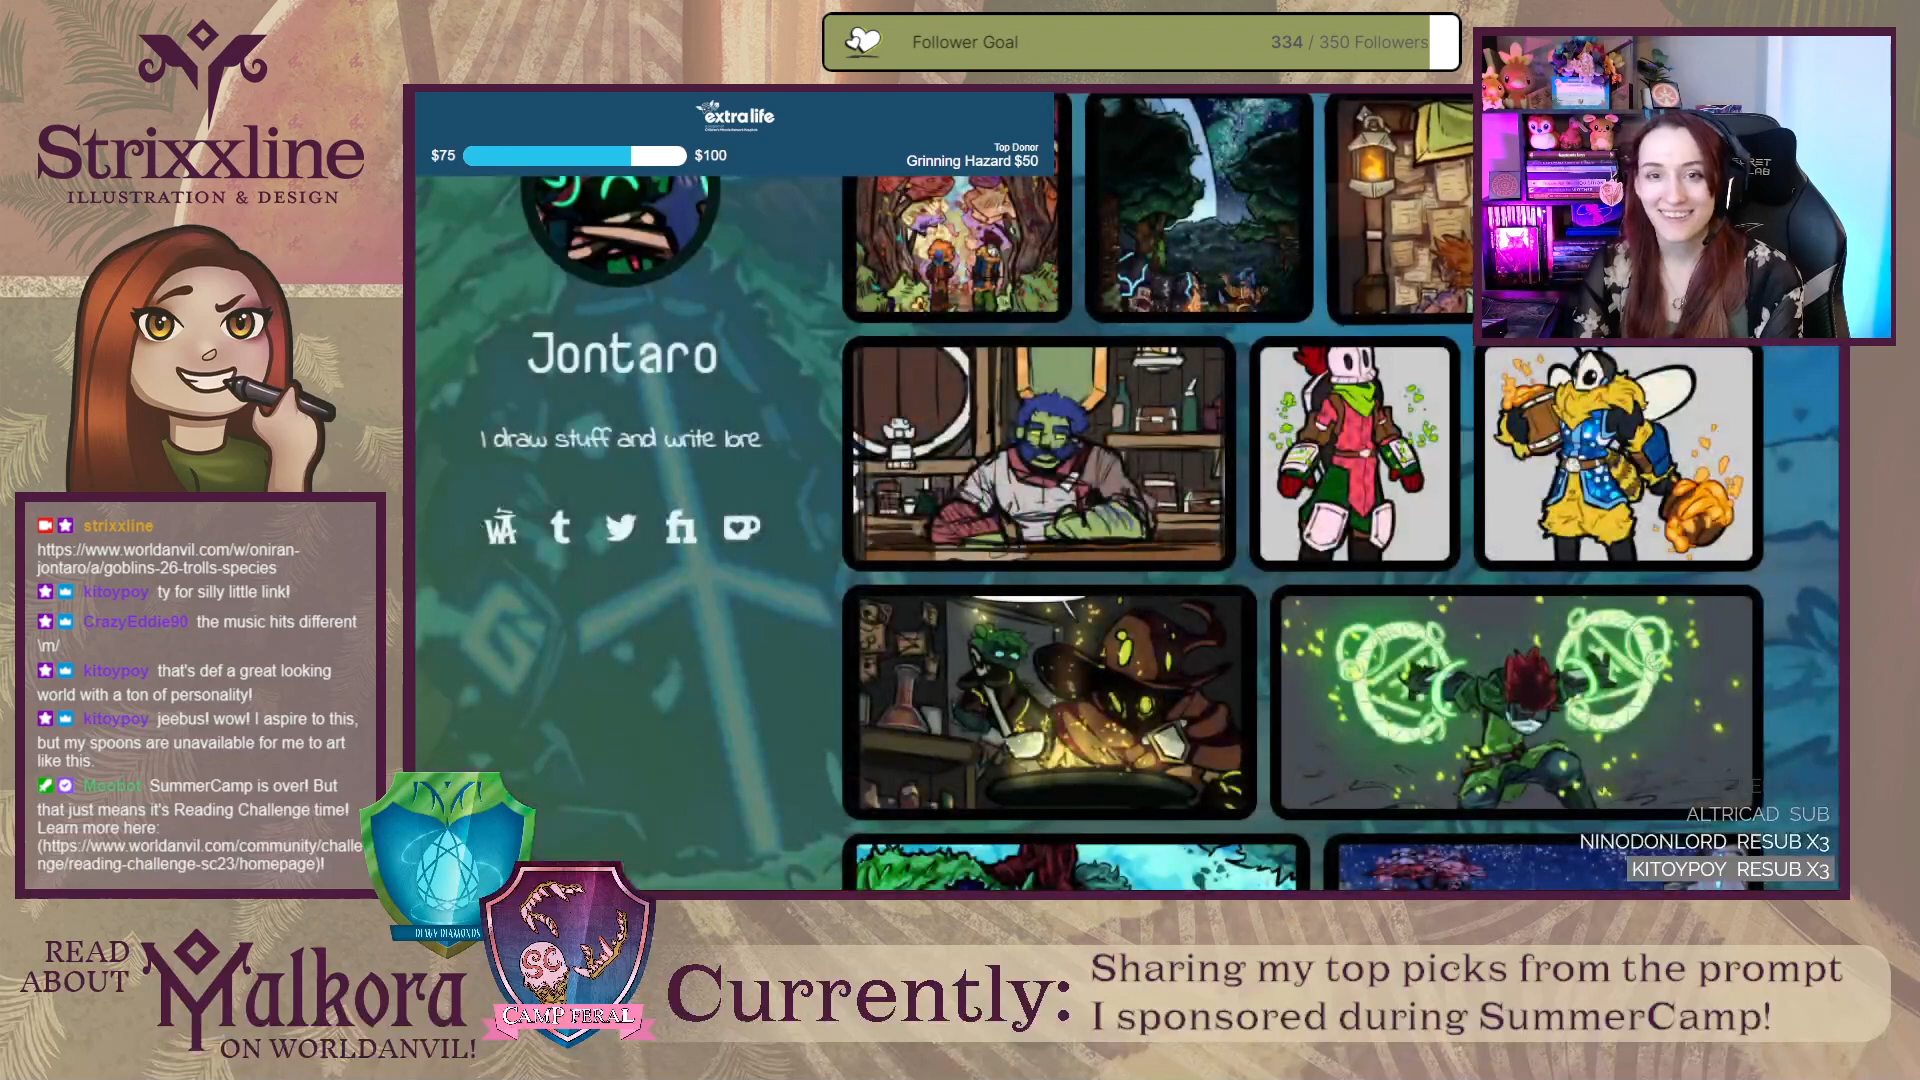 Strixxline
ILLUSTRATION & DESIGN
Follower Goal
334 / 350 Followers
extralife
$75
$100
Top Donor
Grinning Hazard $50
Jontaro
I draw stuff and write lore
WA
t
fi
strixxline
https://www.worldanvil.com/w/oniran-
jontaro/a/goblins-26-trolls-species
kitoypoy ty for silly little link!
CrazyEddie90 the music hits different
\m/
kitoypoy that's def a great looking
world with a ton of personality!
kitoypoy jeebus! wow! I aspire to this,
but my spoons are unavailable for me to art
like this.
Moobot SummerCamp is over! But
that just means it's Reading Challenge time!
Learn more here:
(https://www.worldanvil.com/community/challe
nge/reading-challenge-sc23/homepage)!
E
ALTRICAD SUB
NINODONLORD RESUB X3
KITOYPOY RESUB X3
SC
CAMP FERAL
READ
ABOUT
Malkora
ON WORLDANVIL!
Currently:
Sharing my top picks from the prompt
I sponsored during SummerCamp!